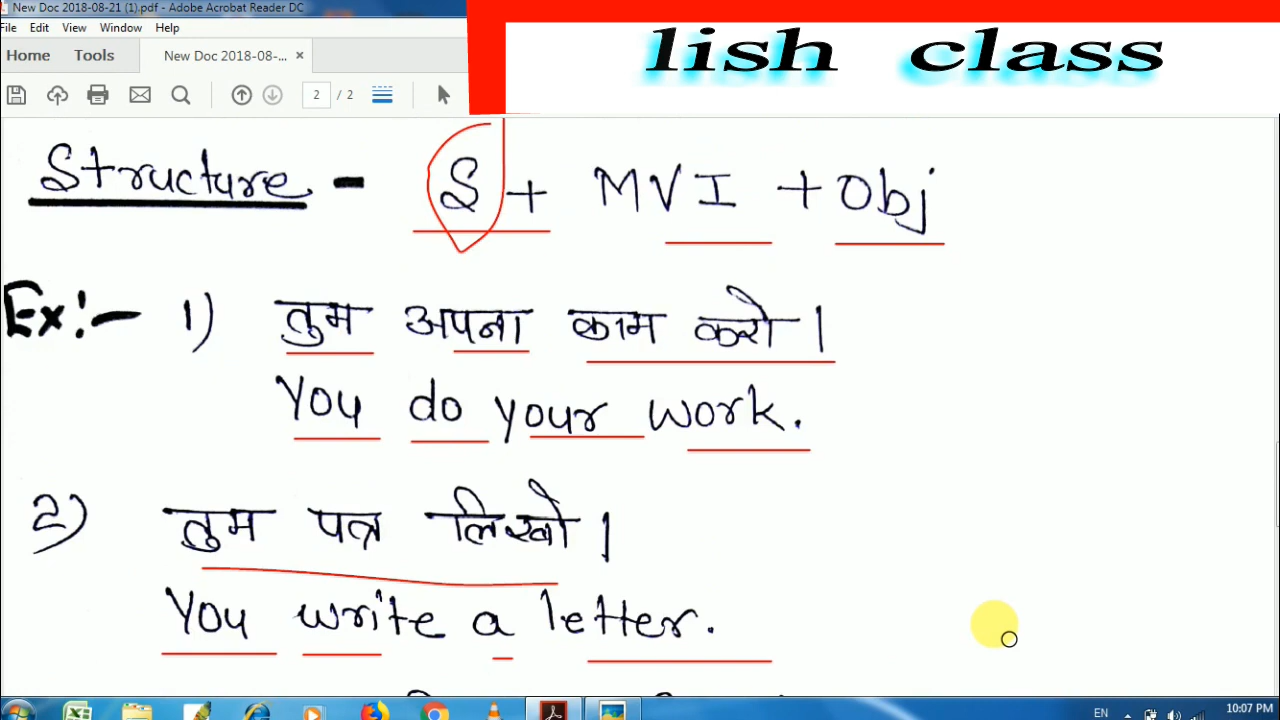 New Doc 2018-08-21 (1).pdf - Adobe Acrobat Reader DC
File Edit View Window Help
Home Tools New Doc 2018-08-... ×
2 / 2
lish class
Structure - S + MVI + Obj
Ex:- 1) तुम अपना काम करो।
You do your work.
2) तुम पत्र लिखो।
You write a letter.
EN 10:07 PM